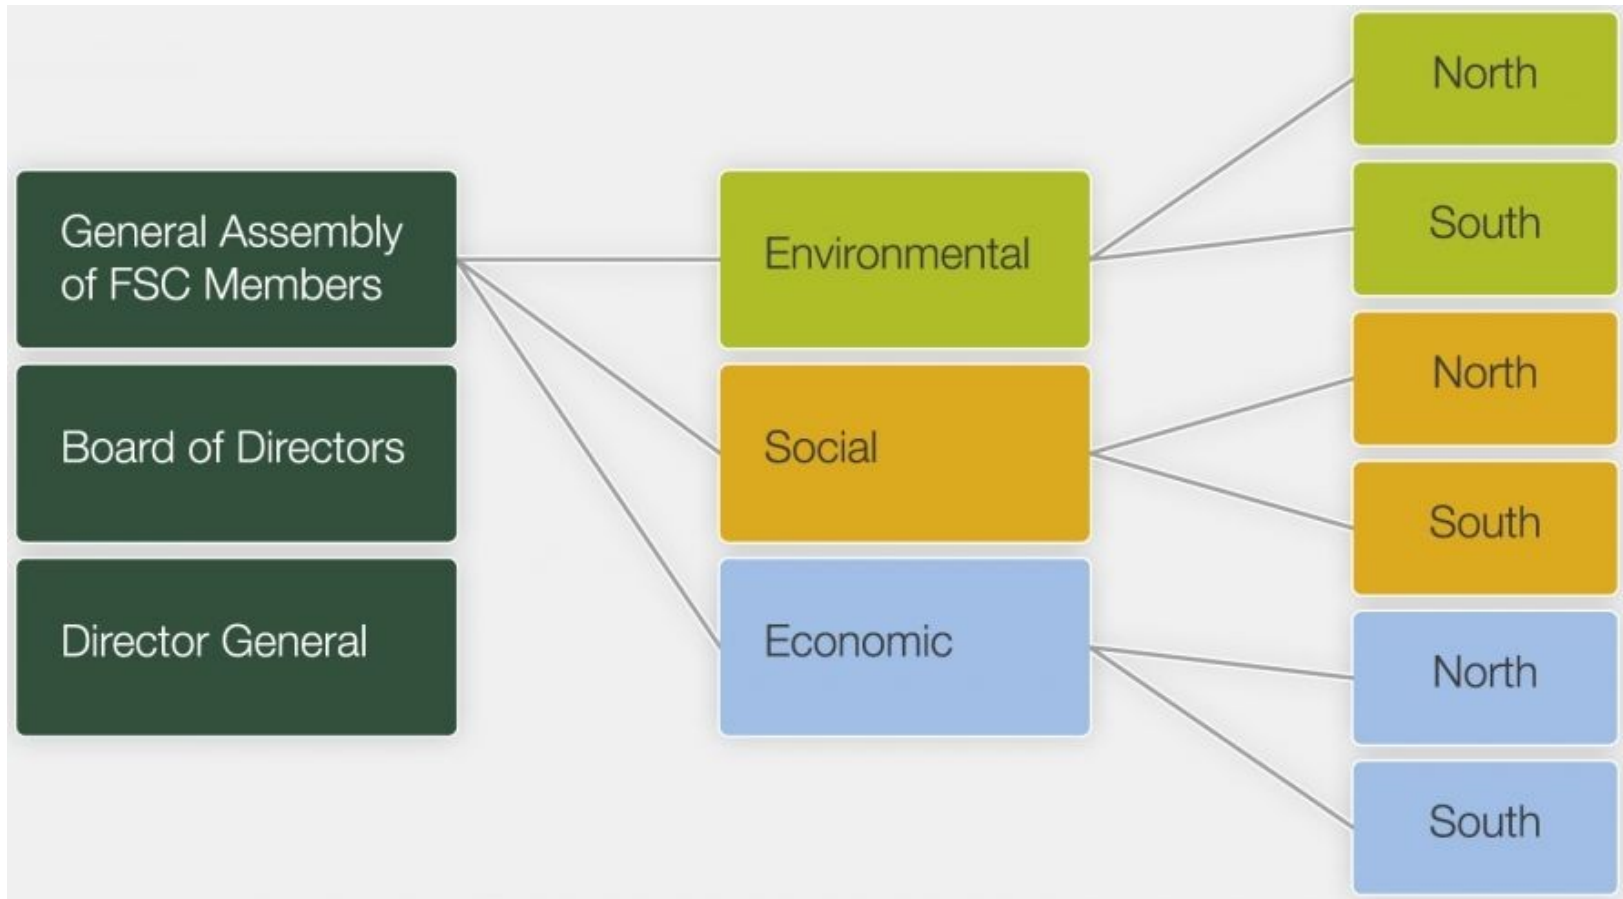 General Assembly
of FSC Members
Board of Directors
Director General
Environmental
Social
Economic
North
South
North
South
North
South